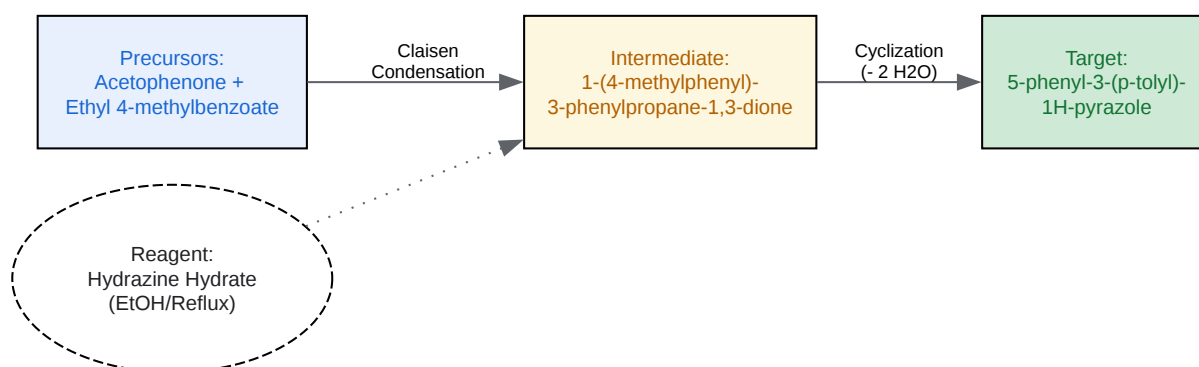 Precursors:
Acetophenone +
Ethyl 4-methylbenzoate
Claisen
Condensation
Intermediate:
1-(4-methylphenyl)-
3-phenylpropane-1,3-dione
Cyclization
(- 2 H2O)
Target:
5-phenyl-3-(p-tolyl)-
1H-pyrazole
Reagent:
Hydrazine Hydrate
(EtOH/Reflux)